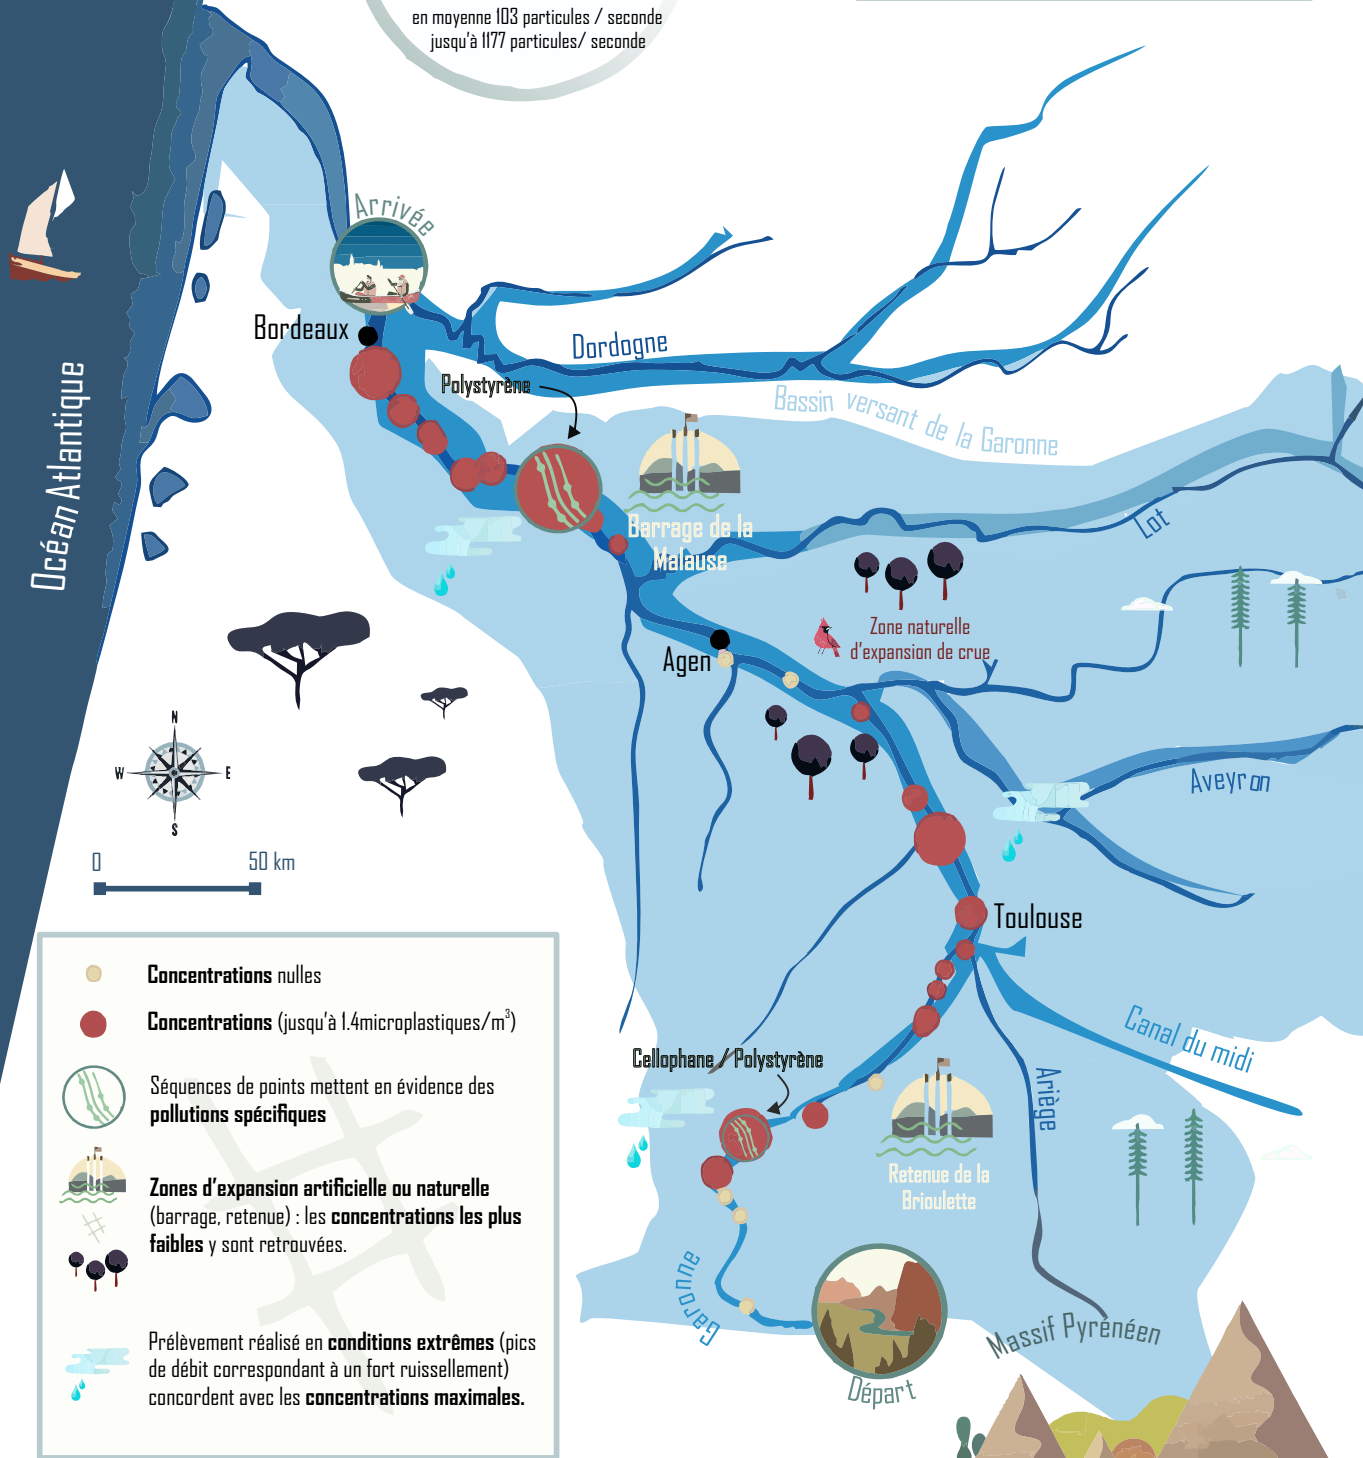 en moyenne 103 particules / seconde
jusqu'à 1177 particules/ seconde
Arrivée
Bordeaux
Dordogne
Polystyrène
Bassin versant de la Garonne
Océan Atlantique
Barrage de la
Malause
Lot
Zone naturelle
d'expansion de crue
Agen
N
W
E
S
Aveyron
0
50 km
Toulouse
Canal du midi
Cellophane / Polystyrène
Ariège
Retenue de la
Brioulette
Garonne
Massif Pyrénéen
Départ
Concentrations nulles
Concentrations (jusqu'à 1.4microplastiques/m³)
Séquences de points mettent en évidence des
pollutions spécifiques
Zones d'expansion artificielle ou naturelle
(barrage, retenue) : les concentrations les plus
faibles y sont retrouvées.
Prélèvement réalisé en conditions extrêmes (pics
de débit correspondant à un fort ruissellement)
concordent avec les concentrations maximales.